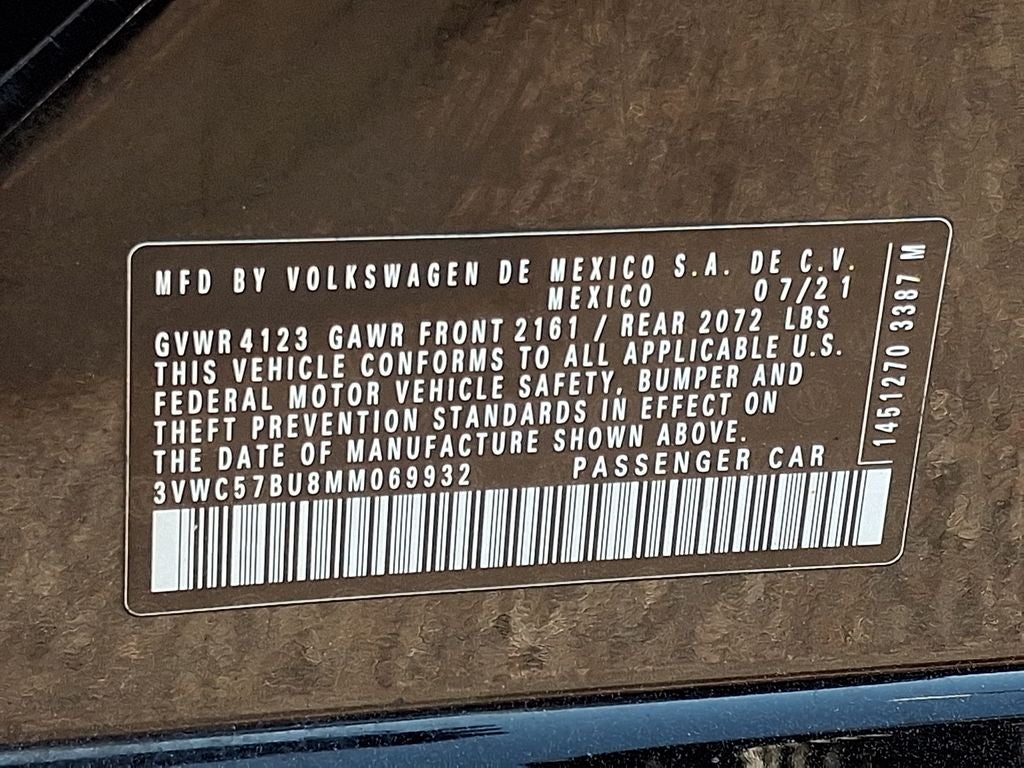 MFD BY VOLKSWAGEN DE MEXICO S.A. DE C.V.
MEXICO 07/21
GVWR 4123 GAWR FRONT 2161 / REAR 2072 LBS
THIS VEHICLE CONFORMS TO ALL APPLICABLE U.S.
FEDERAL MOTOR VEHICLE SAFETY, BUMPER AND
THEFT PREVENTION STANDARDS IN EFFECT ON
THE DATE OF MANUFACTURE SHOWN ABOVE.
3VWC57BU8MM069932 PASSENGER CAR
1451270 3387 M